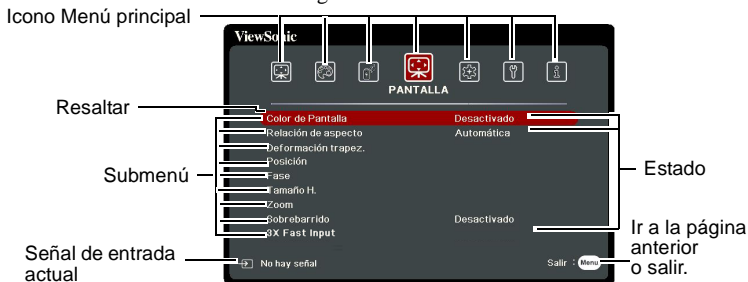 Icono Menú principal
ViewSonic
PANTALLA
Resaltar
Color de Pantalla Desactivado
Relación de aspecto Automática
Deformación trapez.
Posición
Fase
Submenú
Estado
Tamaño H.
Zoom
Sobrebarrido Desactivado
3X Fast Input
Señal de entrada
actual
No hay señal
Salir : Menu
Ir a la página
anterior
o salir.